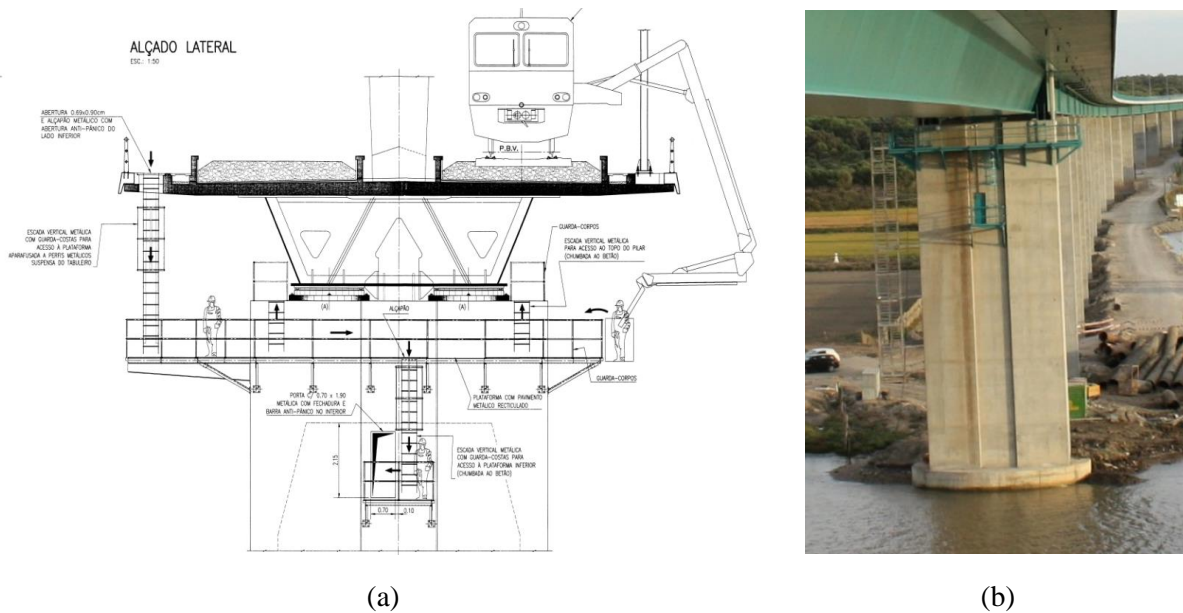 ALÇADO LATERAL
ESC.: 1:50
ABERTURA 0.69x0.90cm
E ALÇAPÃO METÁLICO COM
ABERTURA ANTI-PÂNICO DO
LADO INFERIOR
P.B.V.
ESCADA VERTICAL METÁLICA
COM GUARDA-COSTAS PARA
ACESSO À PLATAFORMA
APARAFUSADA A PERFIS METÁLICOS
SUSPENSA DO TABULEIRO
GUARDA-CORPOS
ESCADA VERTICAL METÁLICA
PARA ACESSO AO TOPO DO PILAR
(CHUMBADA AO BETÃO)
(A)
ALÇAPÃO
(A)
GUARDA-CORPOS
PORTA C/ 0.70 x 1.90
METÁLICA COM FECHADURA E
BARRA ANTI-PÂNICO NO INTERIOR
PLATAFORMA COM PAVIMENTO
METÁLICO RECTICULADO
ESCADA VERTICAL METÁLICA
COM GUARDA-COSTAS PARA
ACESSO À PLATAFORMA INFERIOR
(CHUMBADA AO BETÃO)
2.15
0.70
0.10
(a)
(b)